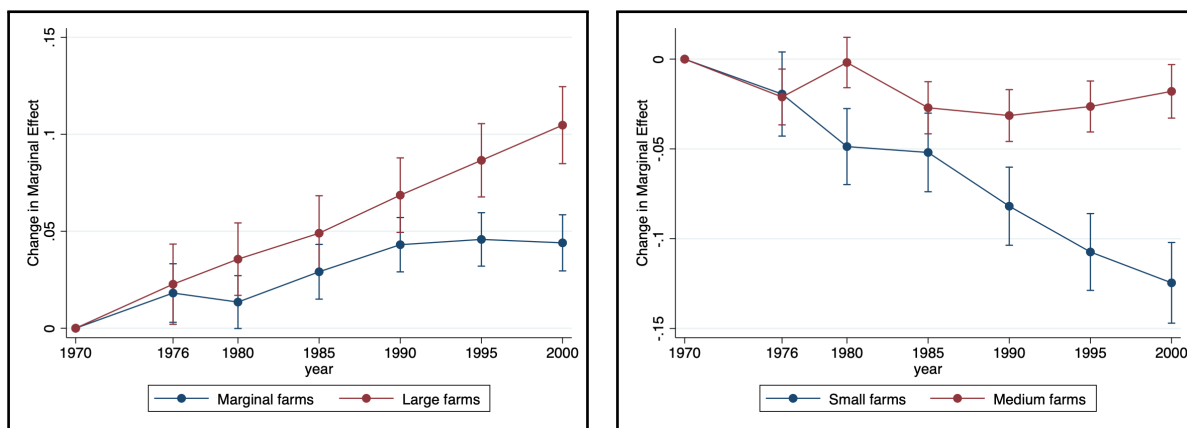 Change in Marginal Effect
.15
.1
.05
0
1970 1976 1980 1985 1990 1995 2000
year
Marginal farms Large farms
Change in Marginal Effect
0
-.05
-.1
-.15
1970 1976 1980 1985 1990 1995 2000
year
Small farms Medium farms